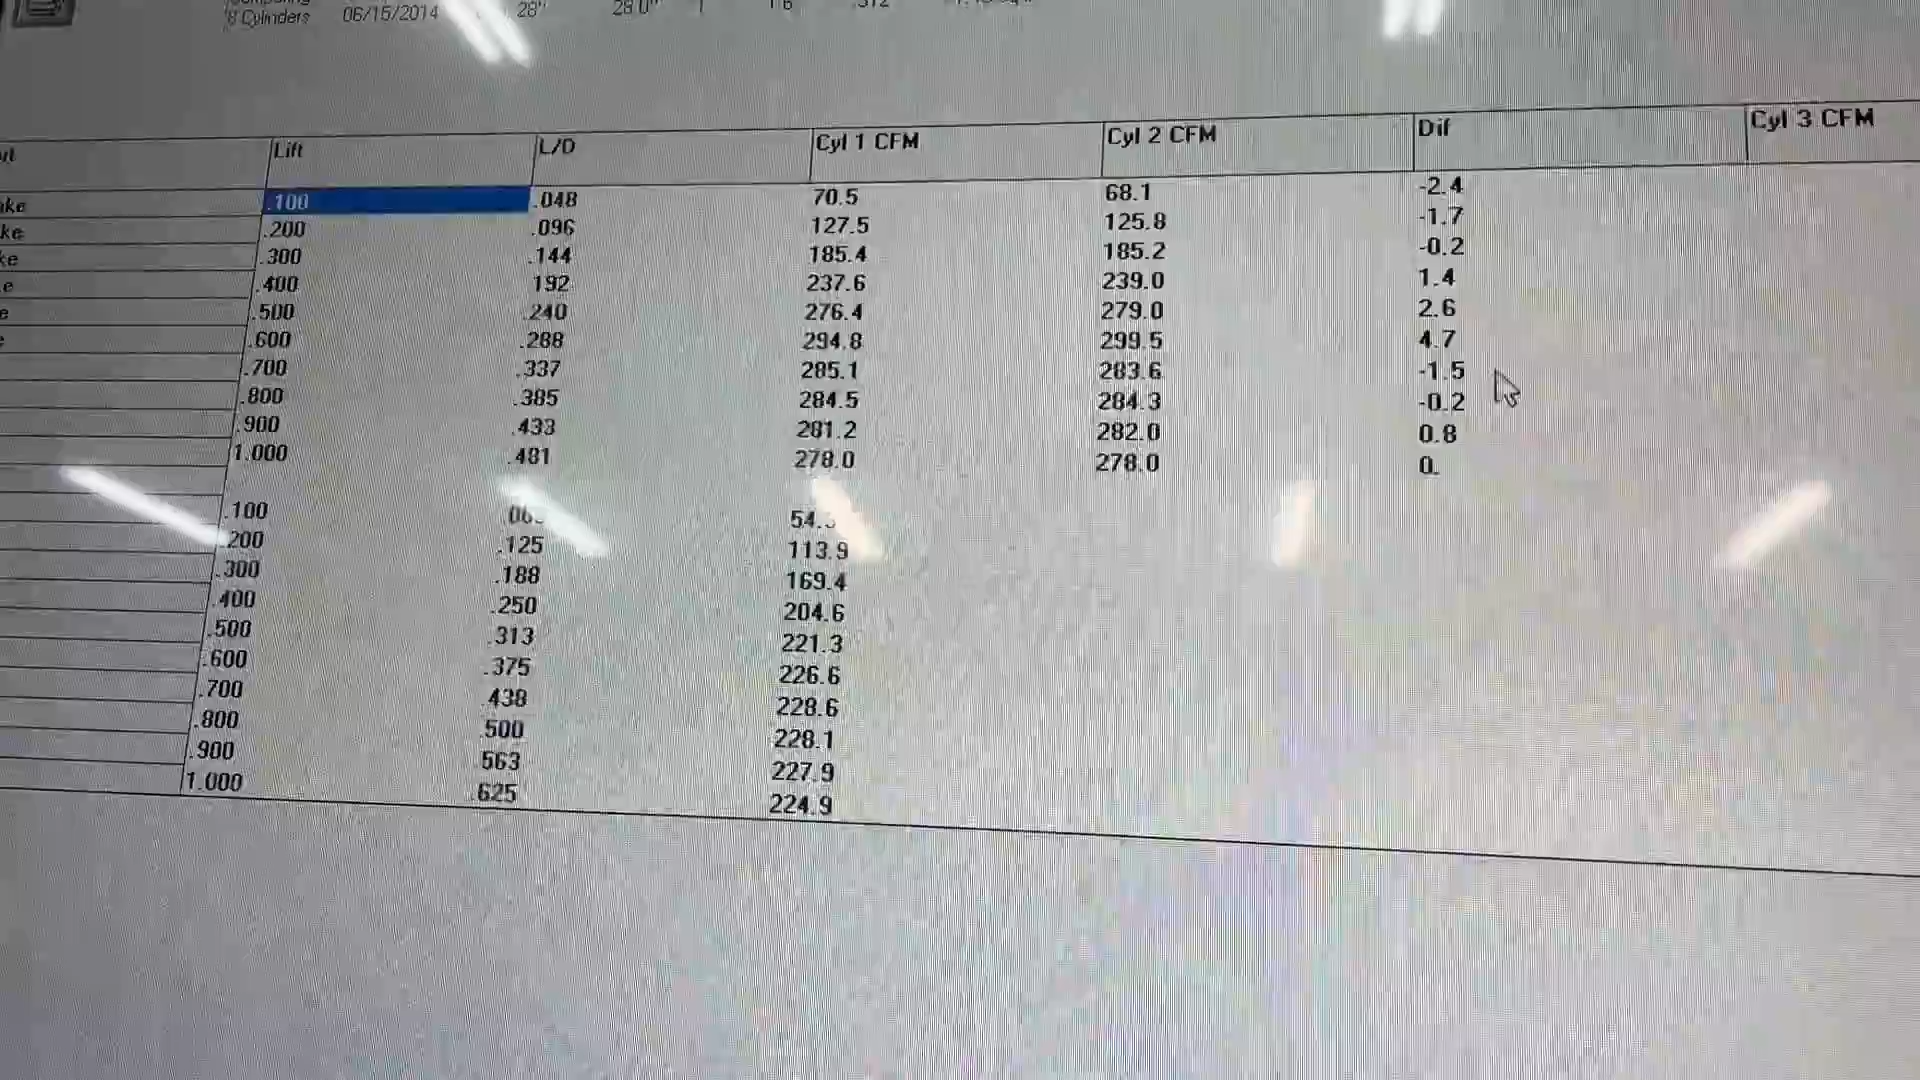 8 Cylinders 06/15/2014 28" 28.0" 1
Lift L/D Cyl 1 CFM Cyl 2 CFM Dif Cyl 3 CFM
.100 .048 70.5 68.1 -2.4
.200 .096 127.5 125.8 -1.7
.300 .144 185.4 185.2 -0.2
.400 192 237.6 239.0 1.4
.500 .240 276.4 279.0 2.6
.600 .288 294.8 299.5 4.7
.700 .337 285.1 283.6 -1.5
.800 .385 284.5 284.3 -0.2
.900 .433 281.2 282.0 0.8
1.000 .481 278.0 278.0 0.
.100
.200 .125 113.9
.300 .188 169.4
.400 .250 204.6
.500 .313 221.3
.600 .375 226.6
.700 438 228.6
.800 500 228.1
.900 563 227.9
1.000 625 224.9